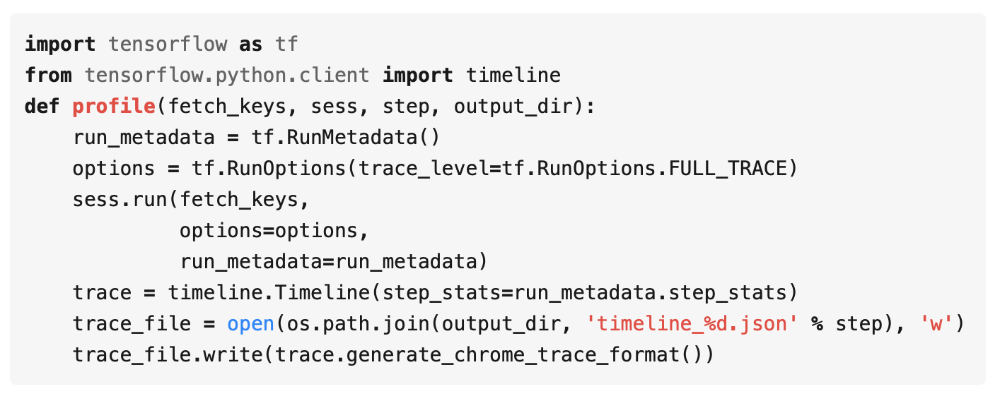 import tensorflow as tf
from tensorflow.python.client import timeline
def profile(fetch_keys, sess, step, output_dir):
    run_metadata = tf.RunMetadata()
    options = tf.RunOptions(trace_level=tf.RunOptions.FULL_TRACE)
    sess.run(fetch_keys,
             options=options,
             run_metadata=run_metadata)
    trace = timeline.Timeline(step_stats=run_metadata.step_stats)
    trace_file = open(os.path.join(output_dir, 'timeline_%d.json' % step), 'w')
    trace_file.write(trace.generate_chrome_trace_format())